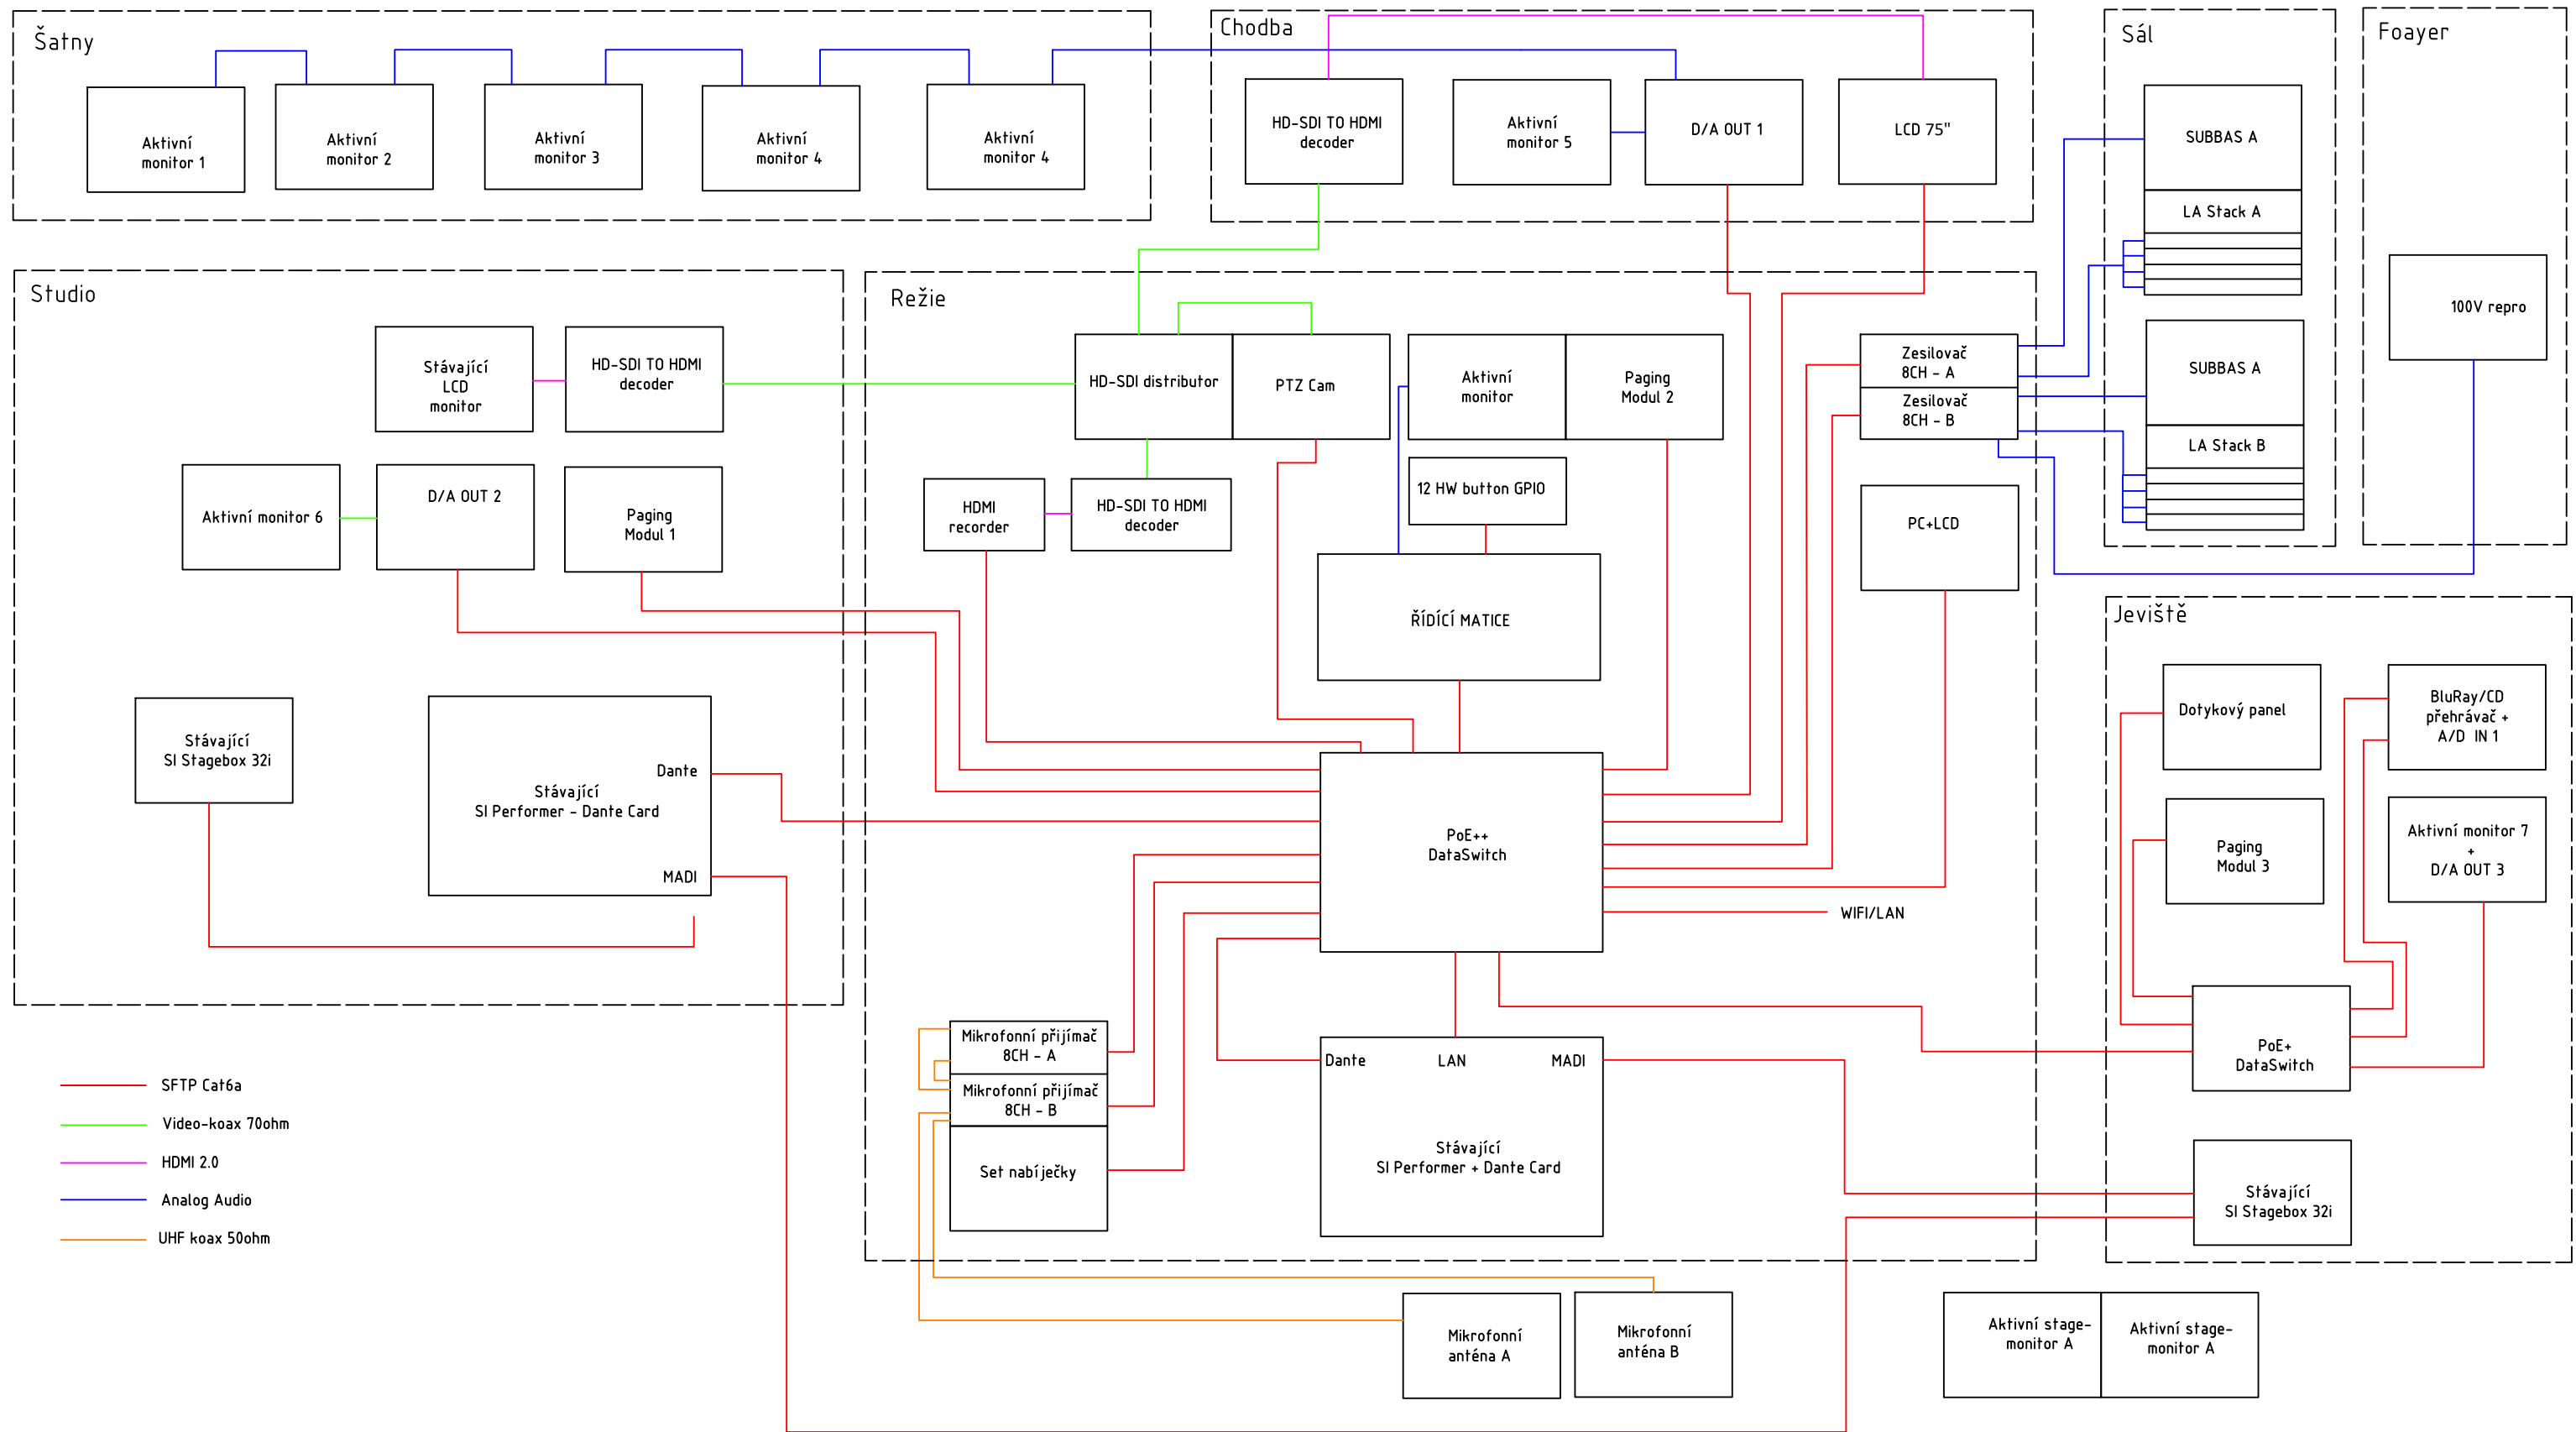 Šatny
Aktivní
monitor 1
Aktivní
monitor 2
Aktivní
monitor 3
Aktivní
monitor 4
Aktivní
monitor 4
Chodba
HD-SDI TO HDMI
decoder
Aktivní
monitor 5
D/A OUT 1
LCD 75"
Sál
SUBBAS A
LA Stack A
SUBBAS A
LA Stack B
Foayer
100V repro
Studio
Stávající
LCD
monitor
HD-SDI TO HDMI
decoder
Aktivní monitor 6
D/A OUT 2
Paging
Modul 1
Stávající
SI Stagebox 32i
Dante
Stávající
SI Performer - Dante Card
MADI
Režie
HD-SDI distributor
PTZ Cam
Aktivní
monitor
Paging
Modul 2
Zesilovač
8CH - A
Zesilovač
8CH - B
HDMI
recorder
HD-SDI TO HDMI
decoder
12 HW button GPIO
PC+LCD
ŘÍDÍCÍ MATICE
PoE++
DataSwitch
WIFI/LAN
Mikrofonní přijímač
8CH - A
Mikrofonní přijímač
8CH - B
Set nabíječky
Dante
LAN
MADI
Stávající
SI Performer + Dante Card
Jeviště
Dotykový panel
BluRay/CD
přehrávač +
A/D IN 1
Paging
Modul 3
Aktivní monitor 7
+
D/A OUT 3
PoE+
DataSwitch
Stávající
SI Stagebox 32i
SFTP Cat6a
Video-koax 70ohm
HDMI 2.0
Analog Audio
UHF koax 50ohm
Mikrofonní
anténa A
Mikrofonní
anténa B
Aktivní stage-
monitor A
Aktivní stage-
monitor A